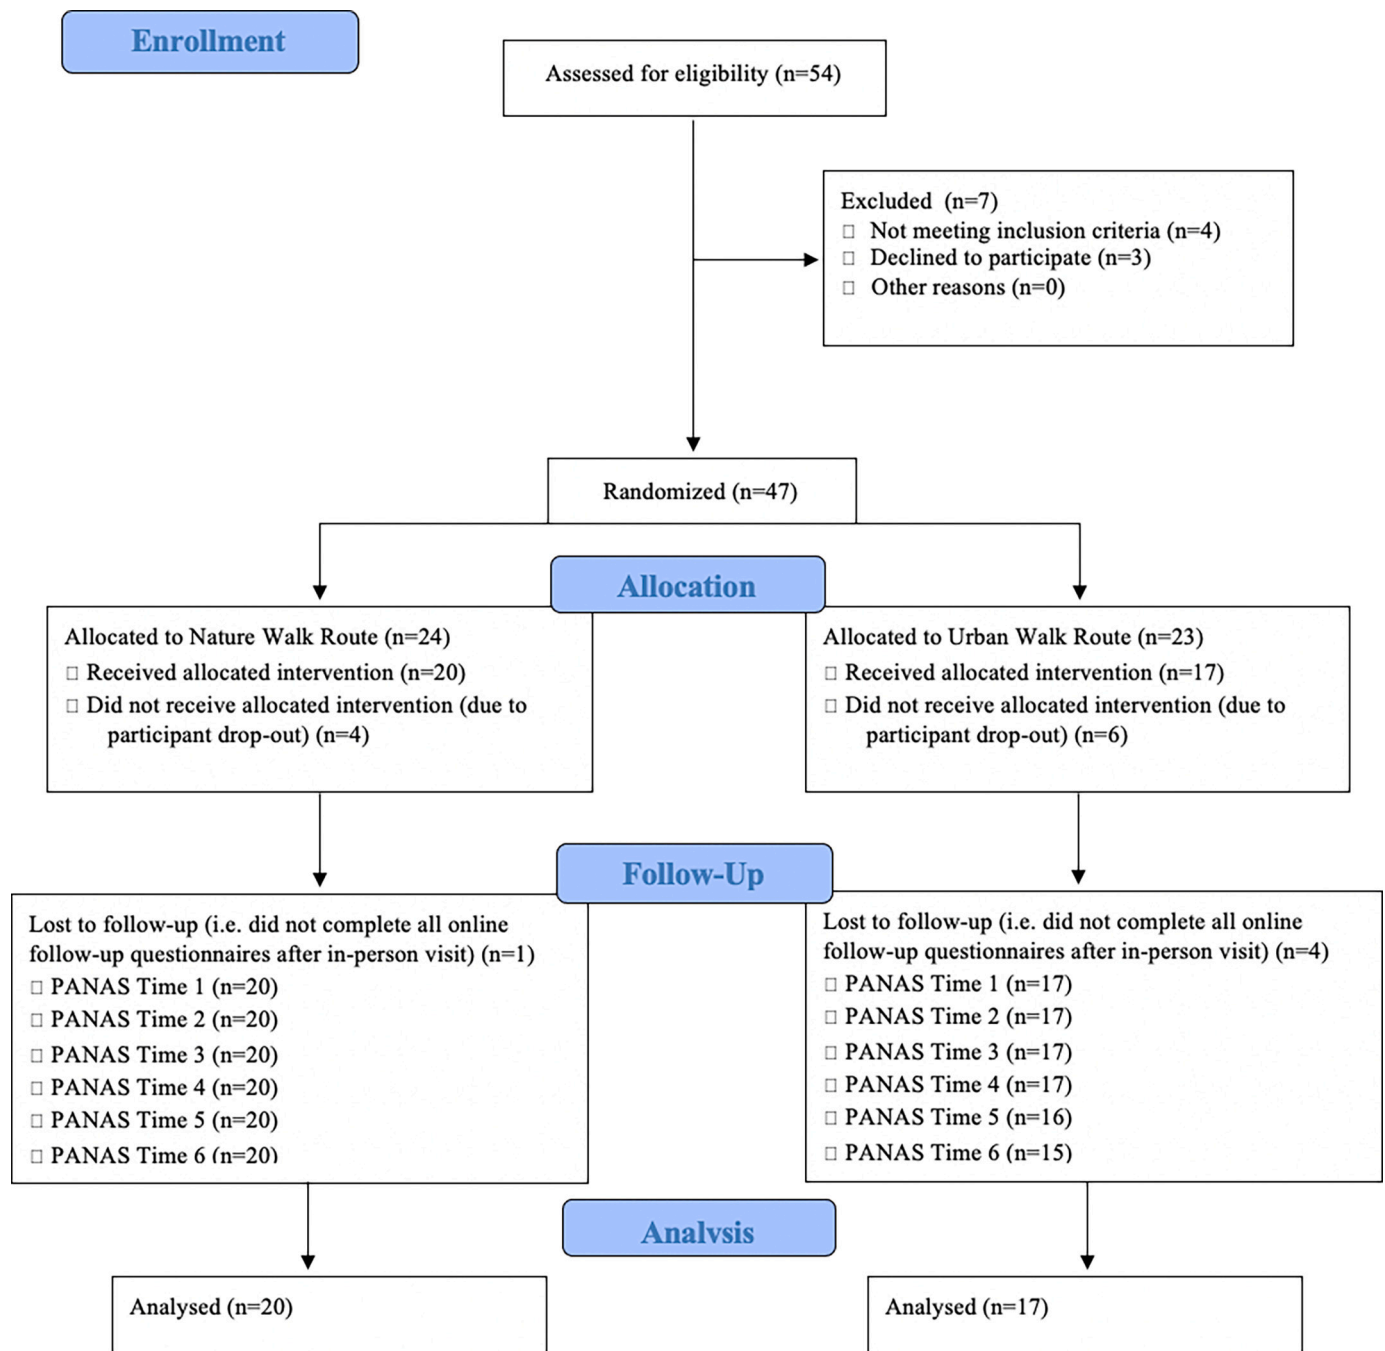 Enrollment
Assessed for eligibility (n=54)
Excluded (n=7)
Not meeting inclusion criteria (n=4)
Declined to participate (n=3)
Other reasons (n=0)
Randomized (n=47)
Allocation
Allocated to Nature Walk Route (n=24)
Received allocated intervention (n=20)
Did not receive allocated intervention (due to
participant drop-out) (n=4)
Allocated to Urban Walk Route (n=23)
Received allocated intervention (n=17)
Did not receive allocated intervention (due to
participant drop-out) (n=6)
Follow-Up
Lost to follow-up (i.e. did not complete all online
follow-up questionnaires after in-person visit) (n=1)
PANAS Time 1 (n=20)
PANAS Time 2 (n=20)
PANAS Time 3 (n=20)
PANAS Time 4 (n=20)
PANAS Time 5 (n=20)
PANAS Time 6 (n=20)
Lost to follow-up (i.e. did not complete all online
follow-up questionnaires after in-person visit) (n=4)
PANAS Time 1 (n=17)
PANAS Time 2 (n=17)
PANAS Time 3 (n=17)
PANAS Time 4 (n=17)
PANAS Time 5 (n=16)
PANAS Time 6 (n=15)
Analysis
Analysed (n=20)
Analysed (n=17)